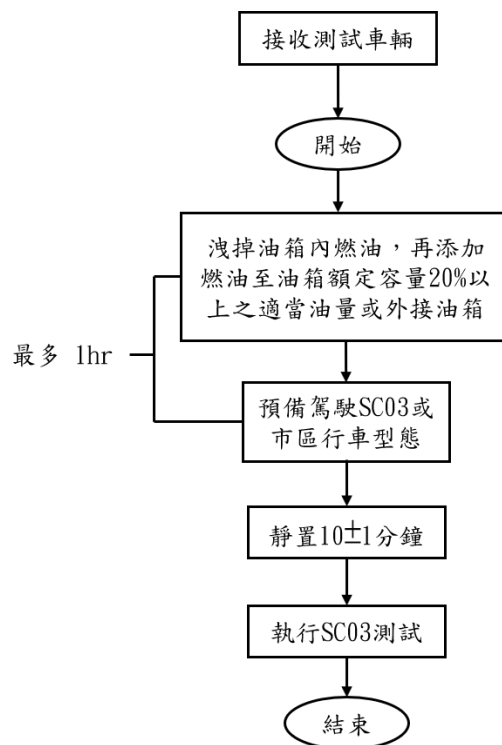 接收測試車輛
開始
洩掉油箱內燃油，再添加
燃油至油箱額定容量20%以
上之適當油量或外接油箱
最多 1hr
預備駕駛SC03或
市區行車型態
靜置10±1分鐘
執行SC03測試
結束